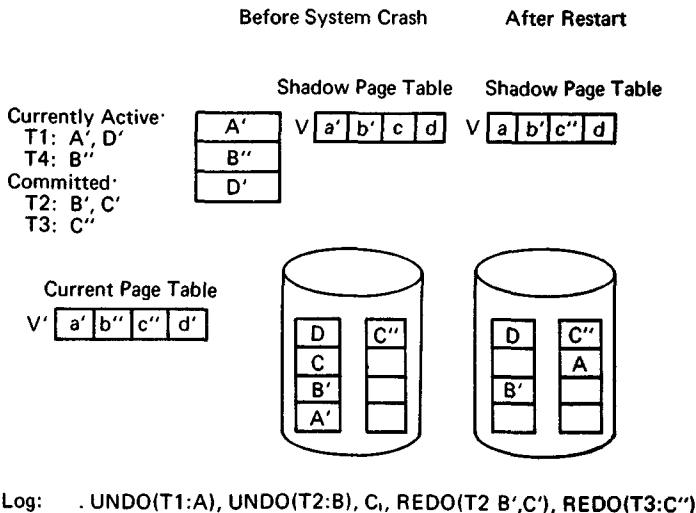 Before System Crash After Restart
Shadow Page Table Shadow Page Table
Currently Active·
T1: A′, D′
T4: B′′
Committed·
T2: B′, C′
T3: C′′
A′
B′′
D′
V a′ b′ c d
V a b′ c′′ d
Current Page Table
V′ a′ b′′ c′′ d′
D C′′
C
B′
A′
D C′′
A
B′
Log: . UNDO(T1:A), UNDO(T2:B), Cı, REDO(T2 B′,C′), REDO(T3:C′′)